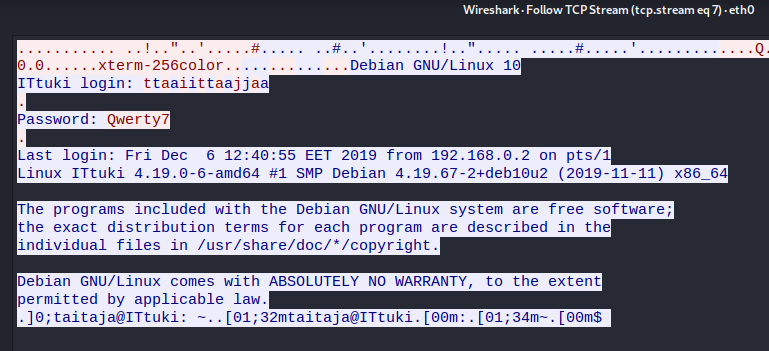 Wireshark · Follow TCP Stream (tcp.stream eq 7) · eth0
........... ..!.."..'.....#..... ..#..'........!.."..... .....#.....'.............Q.
0.0......xterm-256color..............Debian GNU/Linux 10
ITtuki login: ttaaiittaajjaa
.
Password: Qwerty7
.
Last login: Fri Dec  6 12:40:55 EET 2019 from 192.168.0.2 on pts/1
Linux ITtuki 4.19.0-6-amd64 #1 SMP Debian 4.19.67-2+deb10u2 (2019-11-11) x86_64
The programs included with the Debian GNU/Linux system are free software;
the exact distribution terms for each program are described in the
individual files in /usr/share/doc/*/copyright.
Debian GNU/Linux comes with ABSOLUTELY NO WARRANTY, to the extent
permitted by applicable law.
.]0;taitaja@ITtuki: ~..[01;32mtaitaja@ITtuki.[00m:.[01;34m~.[00m$